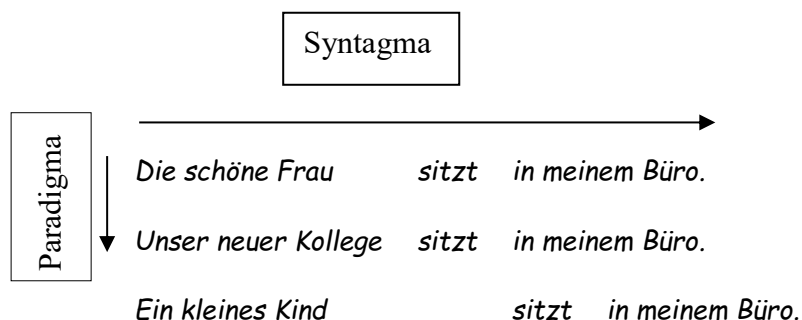 Syntagma
Paradigma
Die schöne Frau sitzt in meinem Büro.
Unser neuer Kollege sitzt in meinem Büro.
Ein kleines Kind sitzt in meinem Büro.